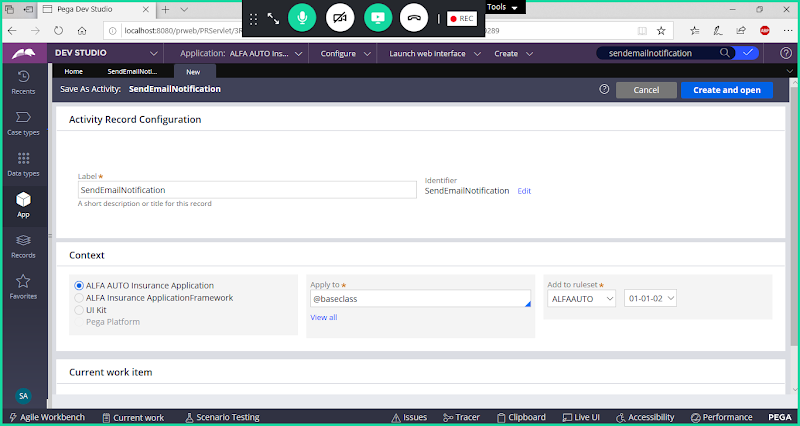 Pega Dev Studio
Tools
REC
localhost:8080/prweb/PRServlet/3
0289
ABP
DEV STUDIO
Application: ALFA AUTO Ins...
Configure
Launch web interface
Create
sendemailnotification
Home
SendEmailNoti...
New
Save As Activity: SendEmailNotification
Cancel
Create and open
Recents
Case types
Data types
App
Records
Favorites
SA
Activity Record Configuration
Label *
SendEmailNotification
A short description or title for this record
Identifier
SendEmailNotification Edit
Context
ALFA AUTO Insurance Application
ALFA Insurance ApplicationFramework
UI Kit
Pega Platform
Apply to *
@baseclass
View all
Add to ruleset *
ALFAAUTO
01-01-02
Current work item
Agile Workbench
Current work
Scenario Testing
Issues
Tracer
Clipboard
Live UI
Accessibility
Performance
PEGA